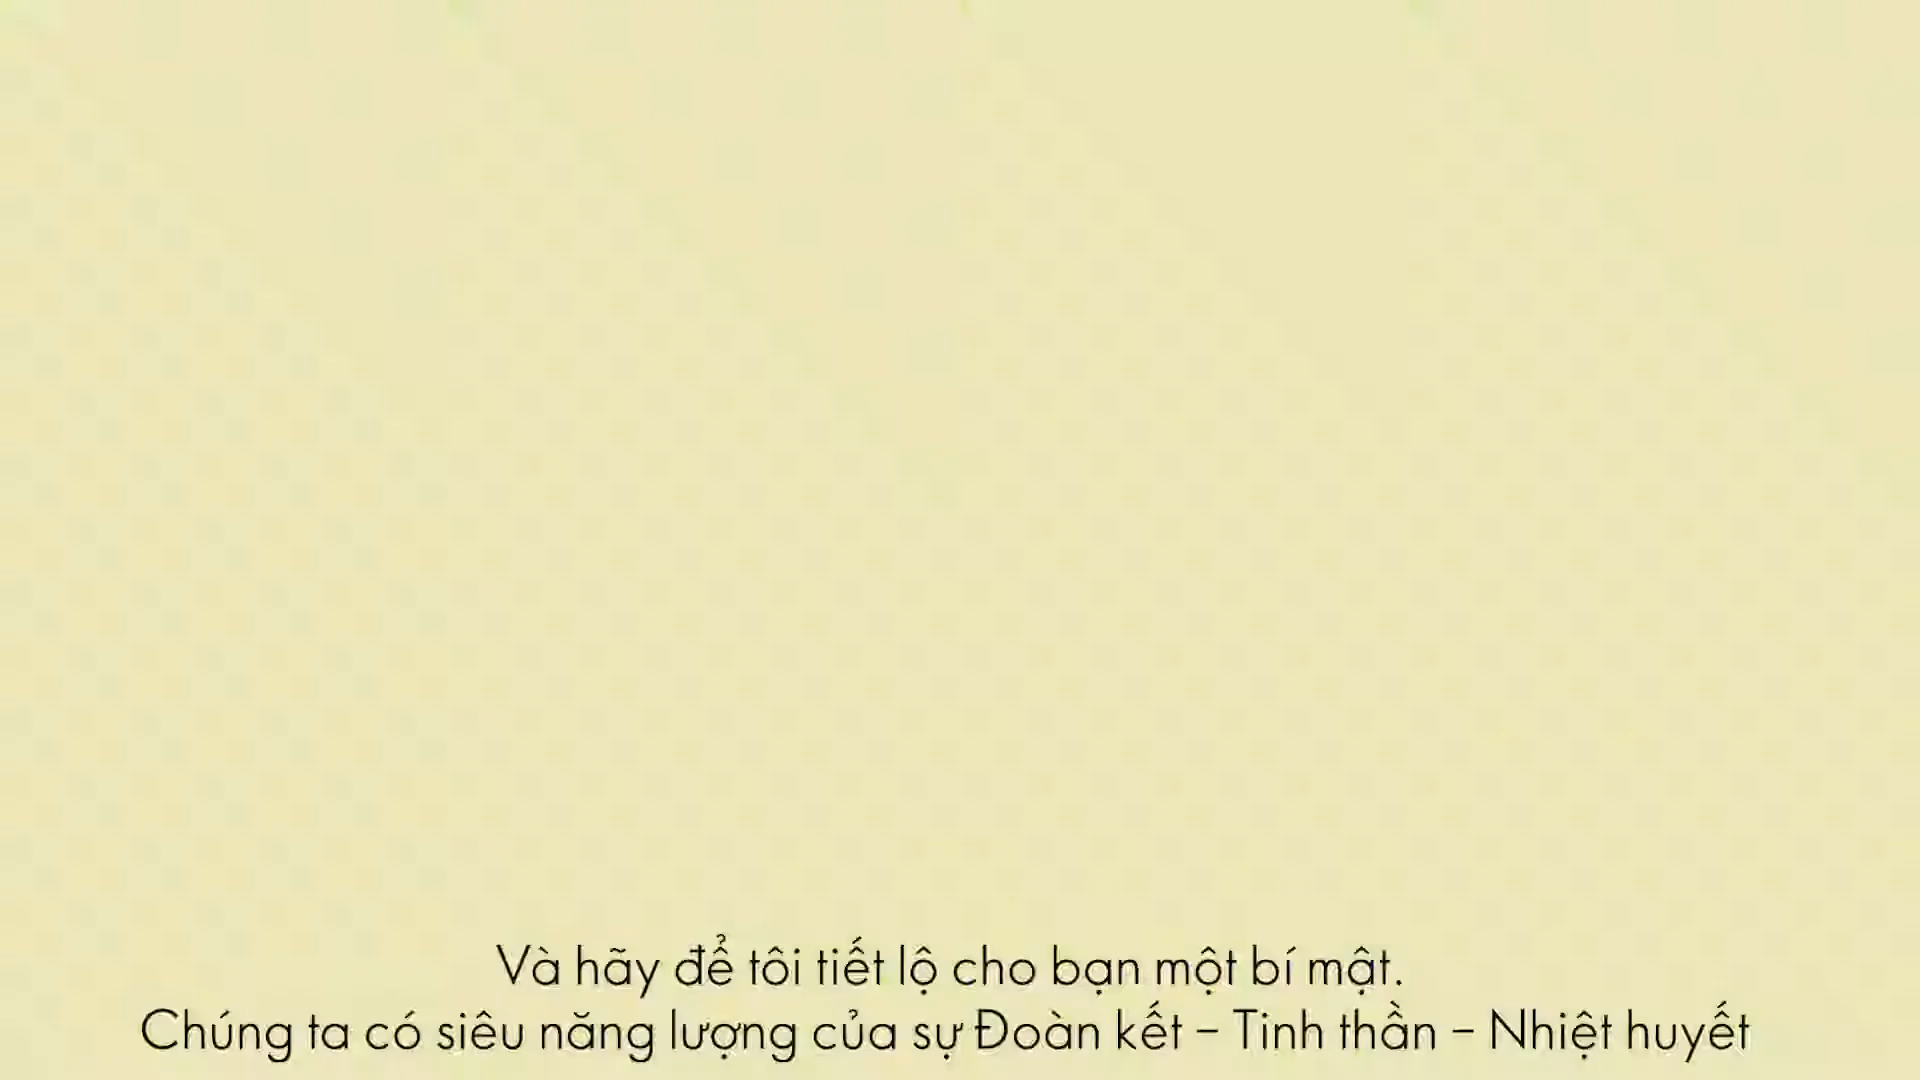 Và hãy để tôi tiết lộ cho bạn một bí mật.
Chúng ta có siêu năng lượng của sự Đoàn kết – Tinh thần – Nhiệt huyết